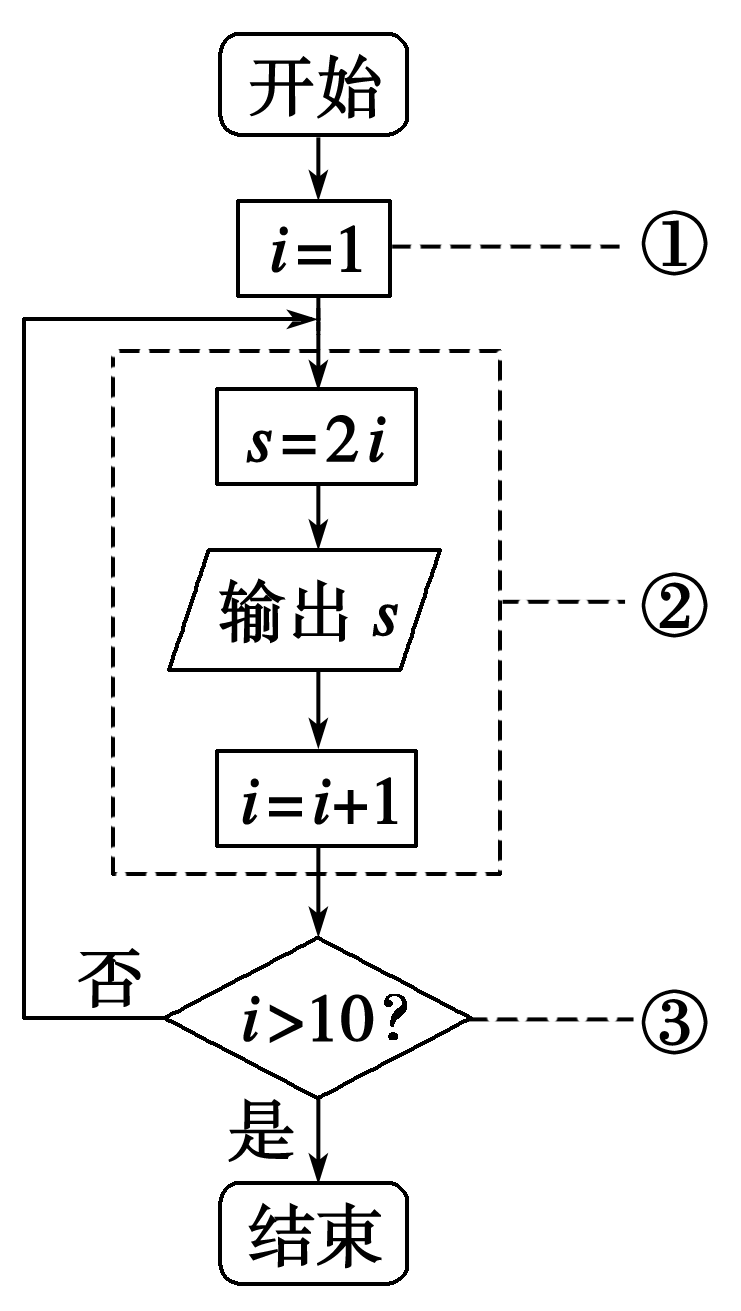 开始
i=1
①
s=2i
输出 s
②
i=i+1
否
i>10?
③
是
结束